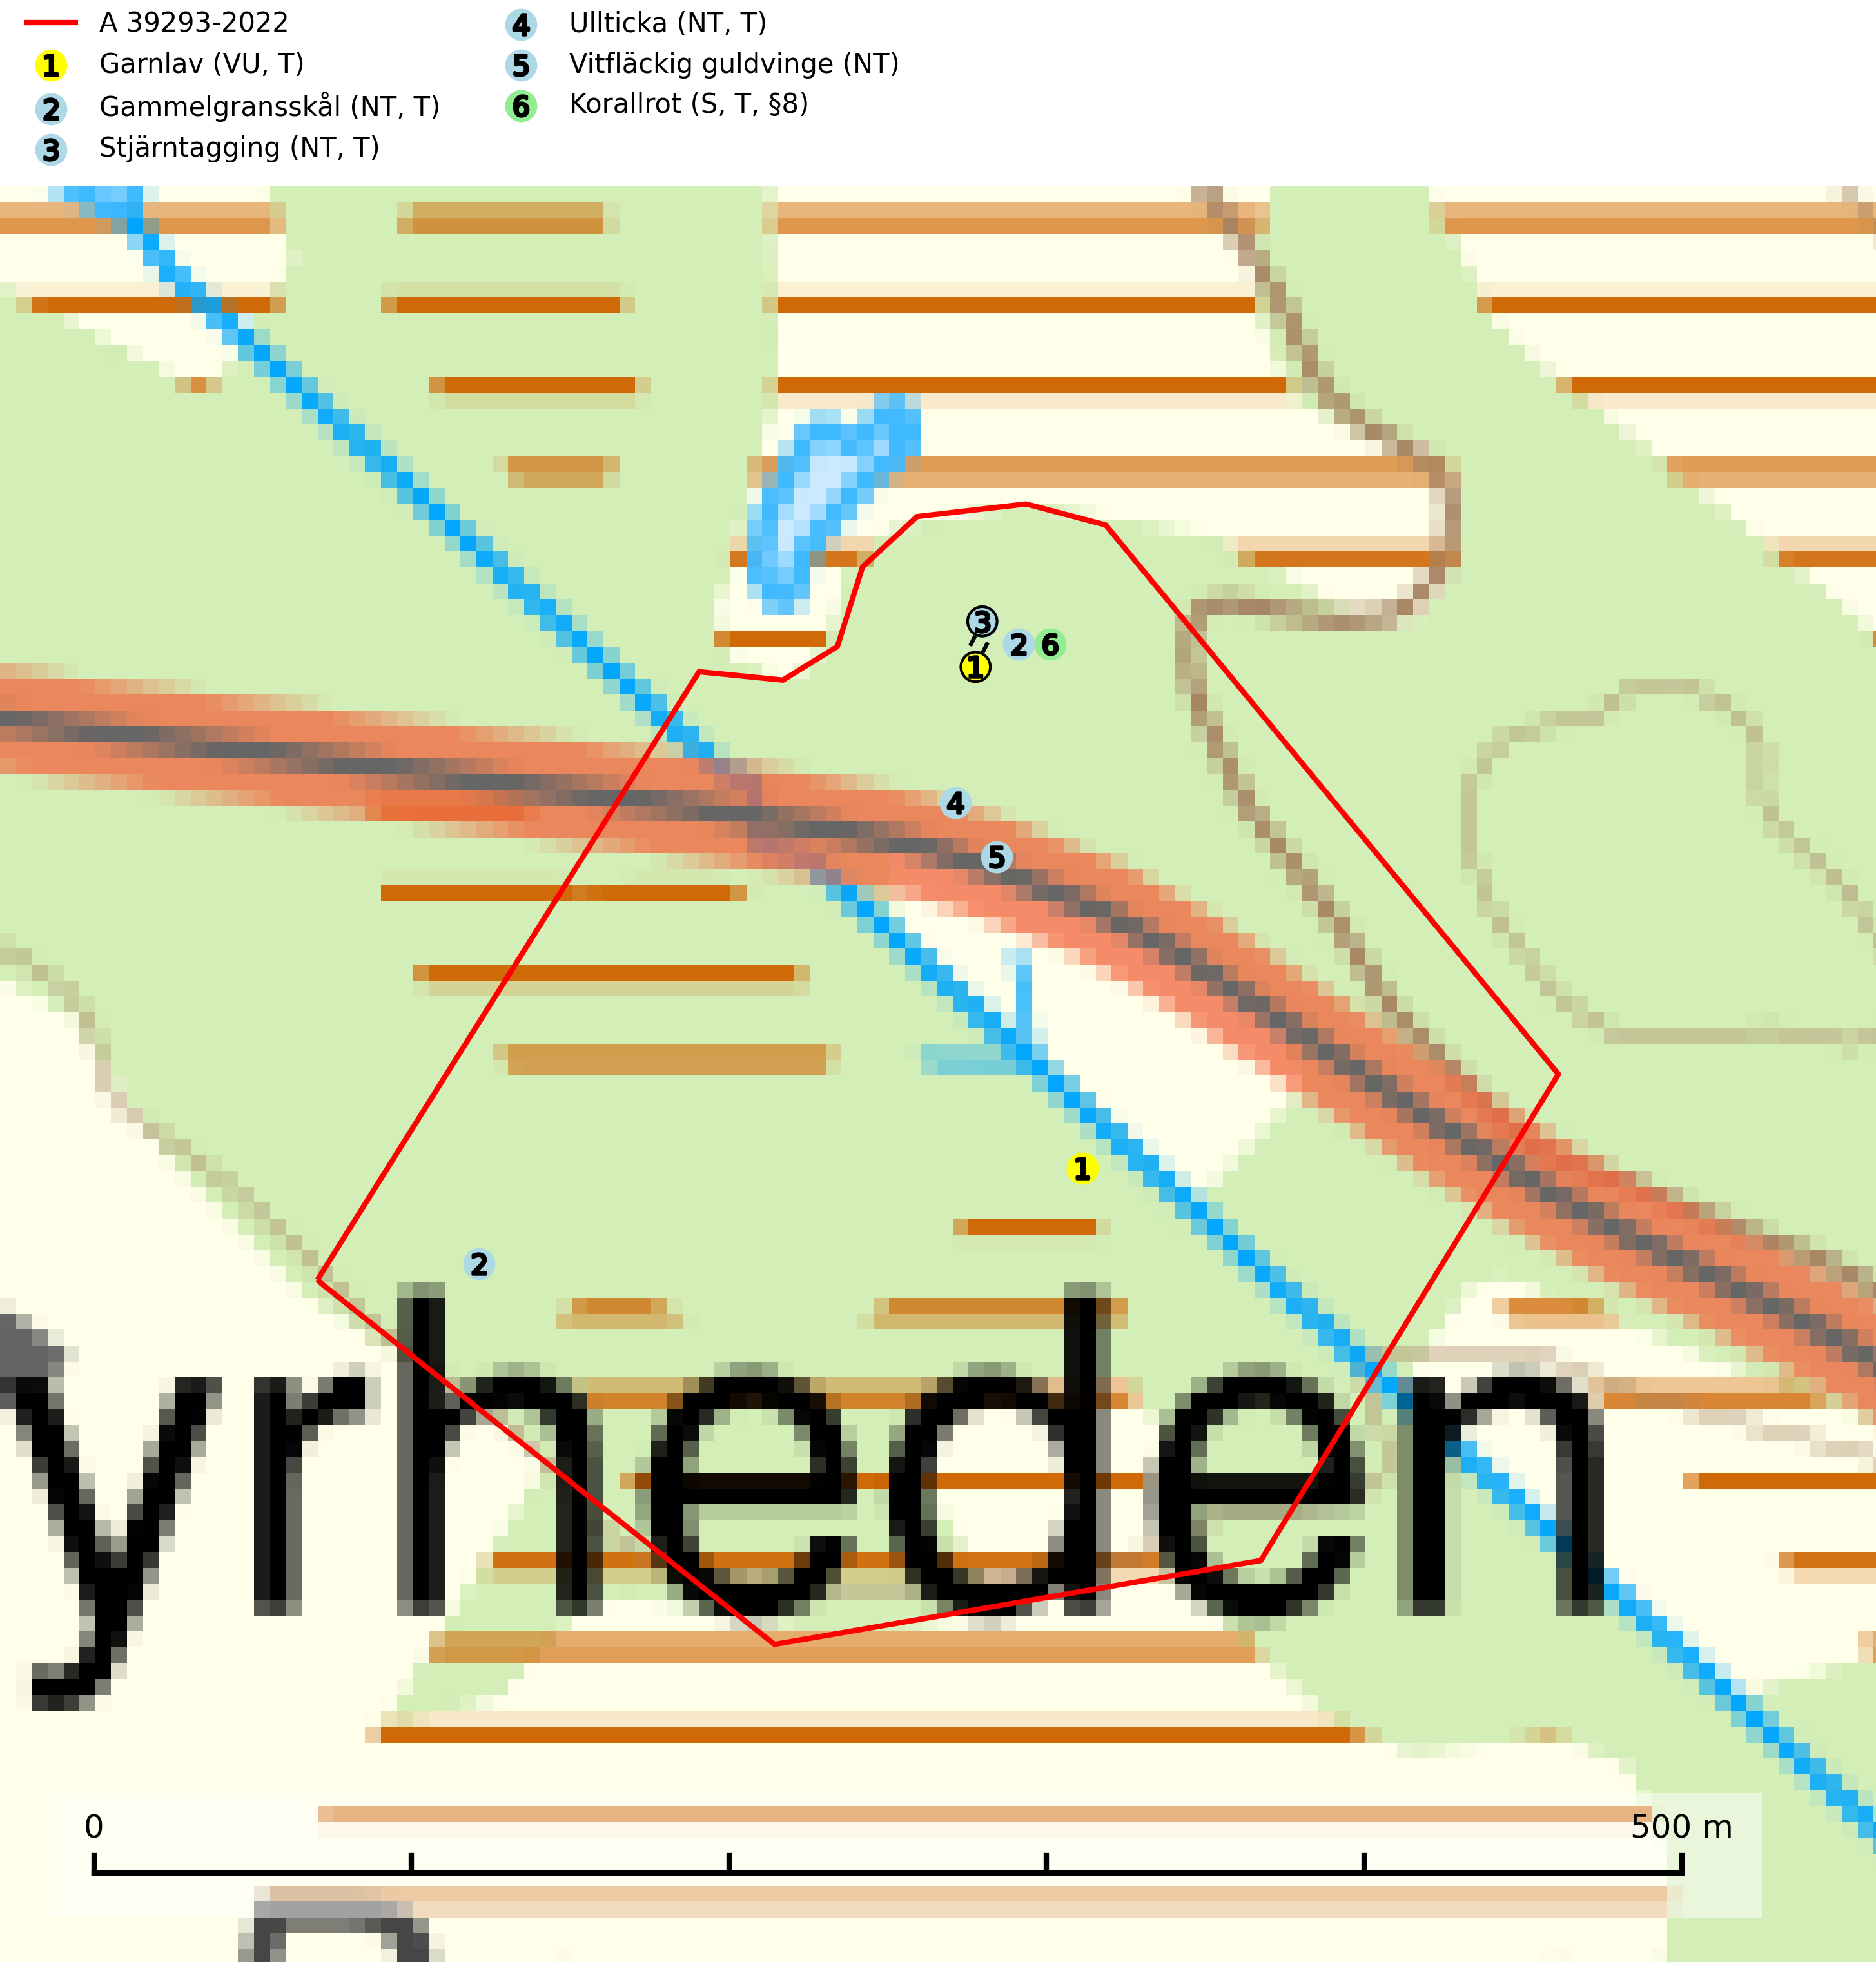 A 39293-2022
1 Garnlav (VU, T)
2 Gammelgransskål (NT, T)
3 Stjärntagging (NT, T)
4 Ullticka (NT, T)
5 Vitfläckig guldvinge (NT)
6 Korallrot (S, T, §8)
3
2 6
1
4
5
1
2
yrheden
0 500 m